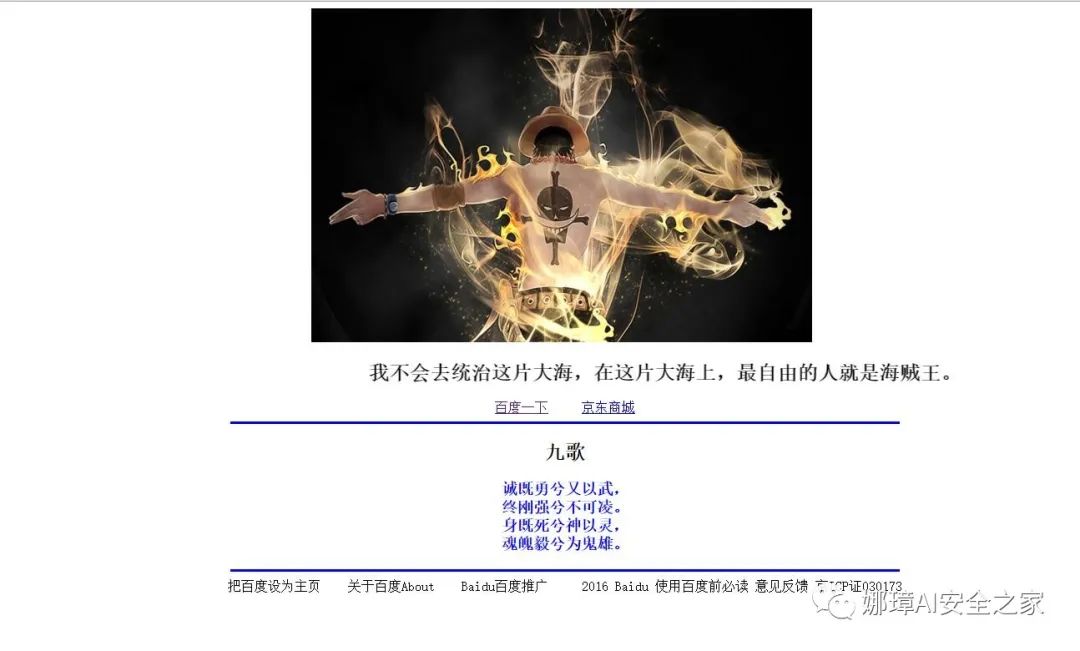 我不会去统治这片大海，在这片大海上，最自由的人就是海贼王。
百度一下 京东商城
九歌
诚既勇兮又以武，
终刚强兮不可凌。
身既死兮神以灵，
魂魄毅兮为鬼雄。
把百度设为主页 关于百度About Baidu百度推广 2016 Baidu 使用百度前必读 意见反馈 京ICP证030173
娜璋AI安全之家